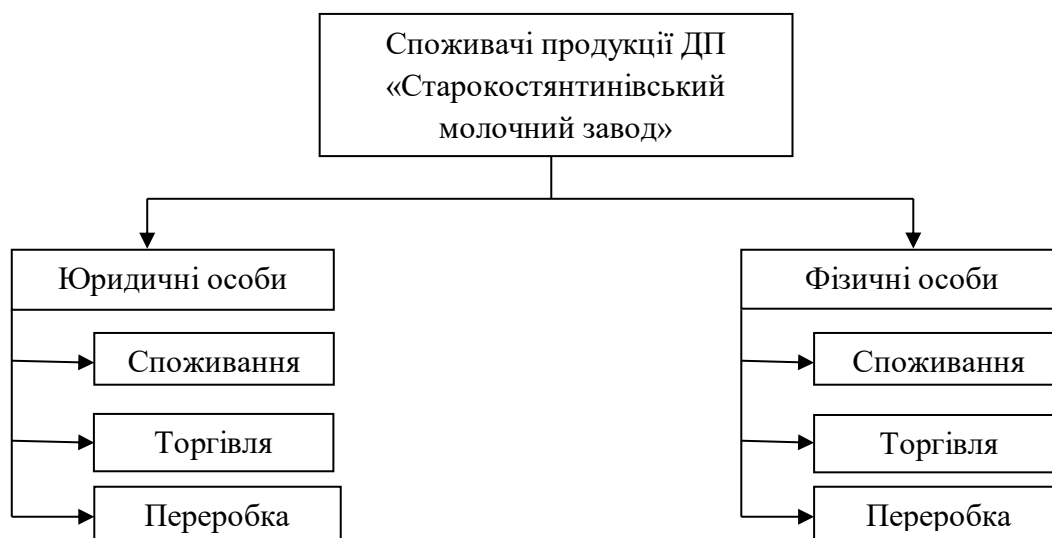 Споживачі продукції ДП
«Старокостянтинівський
молочний завод»
Юридичні особи
Споживання
Торгівля
Переробка
Фізичні особи
Споживання
Торгівля
Переробка